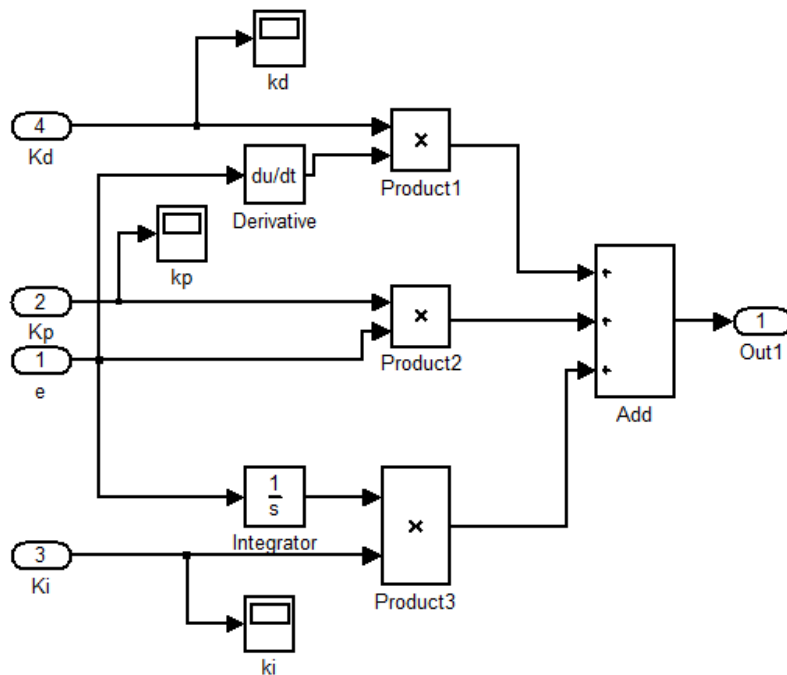 kd
4
Kd
×
Product1
du/dt
Derivative
kp
2
Kp
×
Product2
1
e
+
+
+
Add
1
Out1
1
s
Integrator
×
Product3
3
Ki
ki